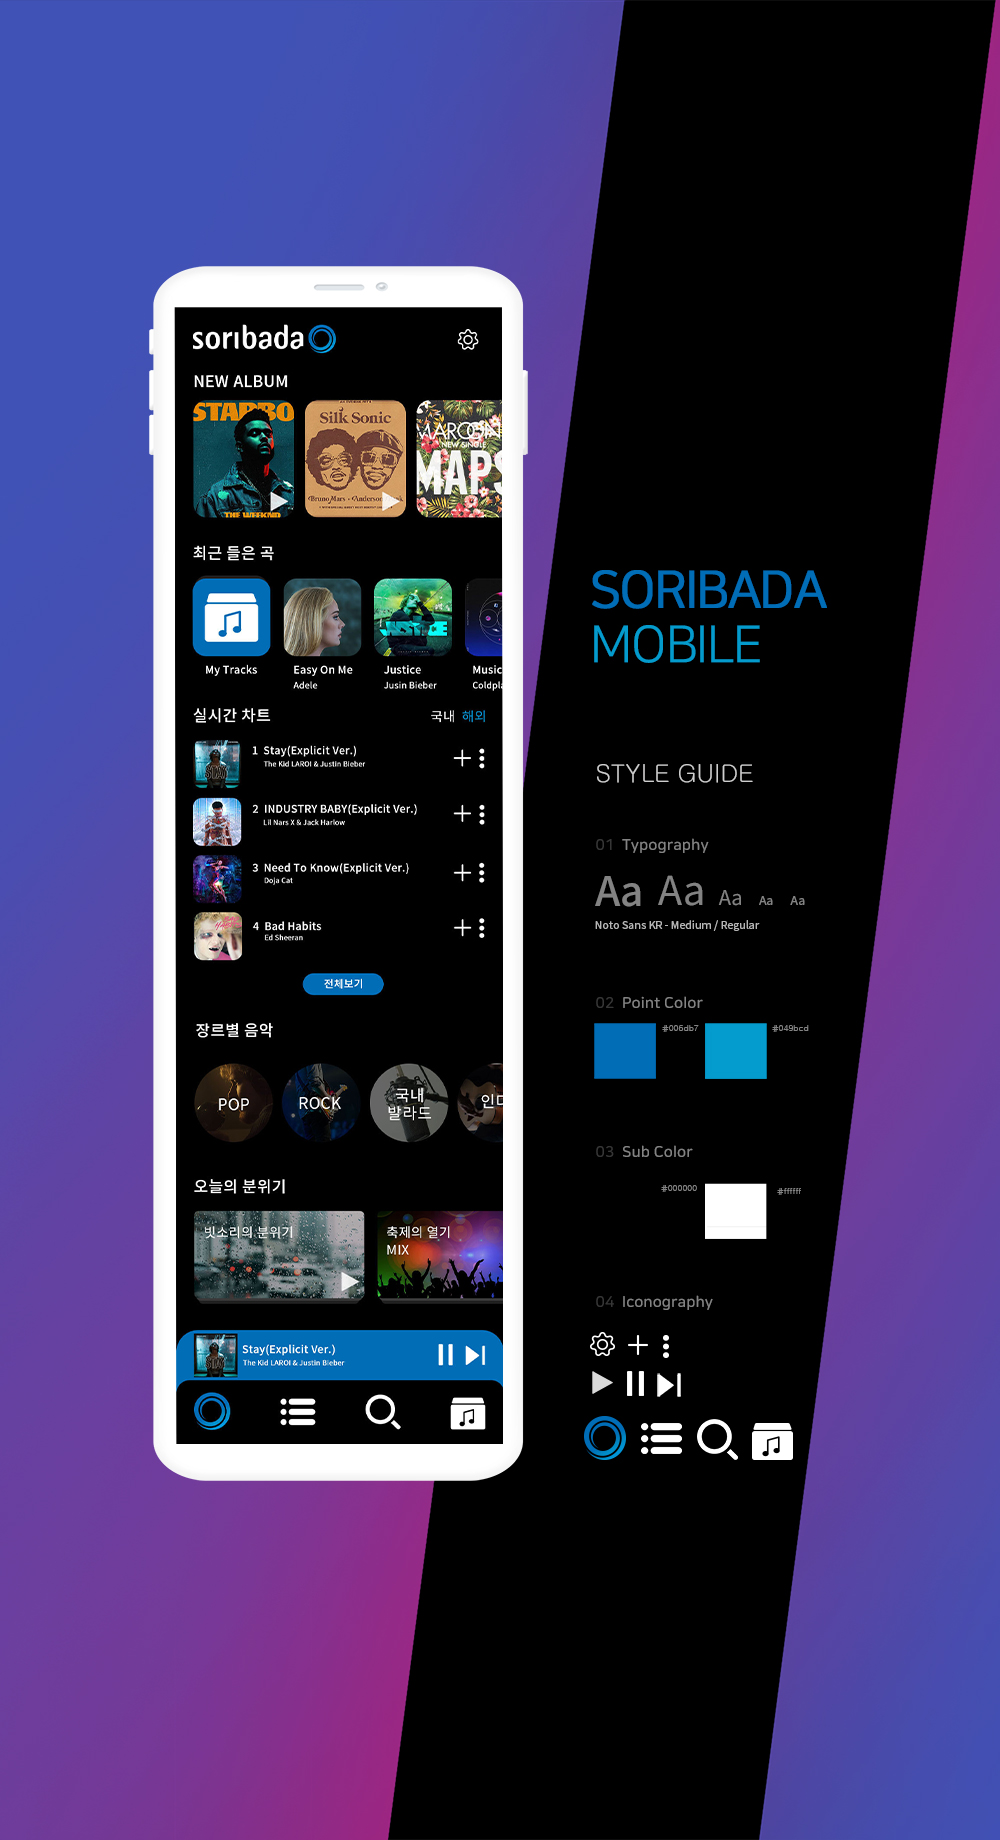 soribada
NEW ALBUM
STARBO
THE WEEKND
Silk Sonic
Bruno Mars
MAROON
NEW SINGLE
MAPS
최근 들은 곡
My Tracks
Easy On Me
Adele
JUSTICE
Justice
Jusin Bieber
Music
Coldpla
실시간 차트
국내 해외
STAY
1 Stay(Explicit Ver.)
The Kid LAROI & Justin Bieber
2 INDUSTRY BABY(Explicit Ver.)
Lil Nars X & Jack Harlow
3 Need To Know(Explicit Ver.)
Doja Cat
4 Bad Habits
Ed Sheeran
전체보기
장르별 음악
POP
ROCK
국내
발라드
인디
오늘의 분위기
빗소리의 분위기
축제의 열기
MIX
Stay(Explicit Ver.)
The Kid LAROI & Justin Bieber
SORIBADA
MOBILE
STYLE GUIDE
01 Typography
Aa Aa Aa Aa Aa
Noto Sans KR - Medium / Regular
02 Point Color
#006db7
#049bcd
03 Sub Color
#000000
#ffffff
04 Iconography